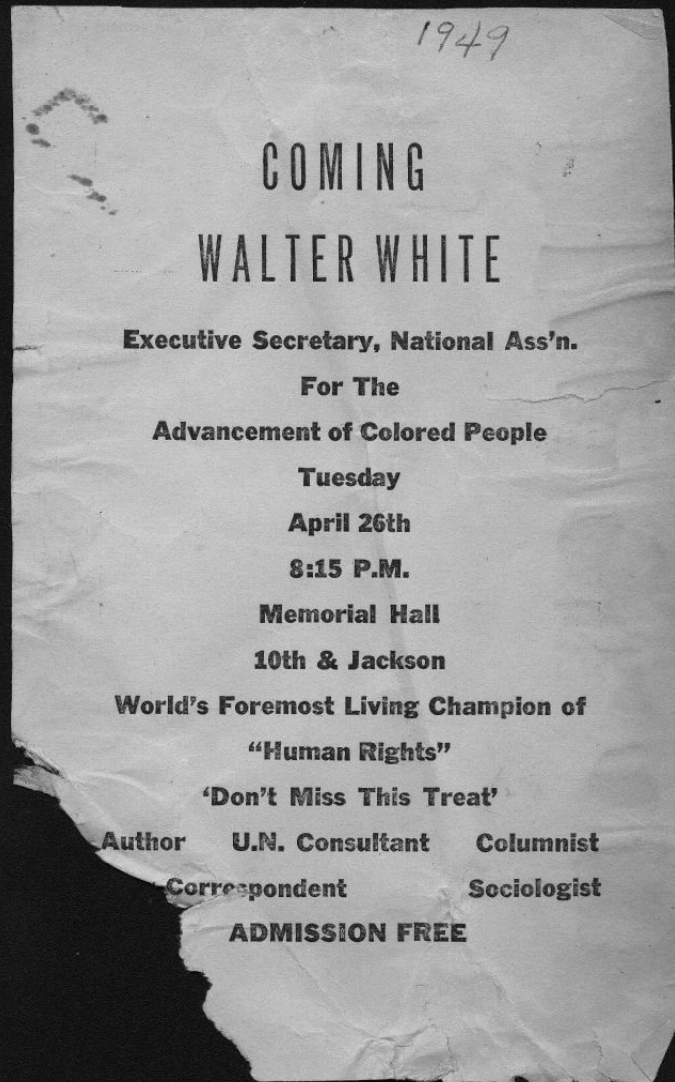 1949
COMING
WALTER WHITE
Executive Secretary, National Ass'n.
For The
Advancement of Colored People
Tuesday
April 26th
8:15 P.M.
Memorial Hall
10th & Jackson
World's Foremost Living Champion of
"Human Rights"
'Don't Miss This Treat'
Author U.N. Consultant Columnist
Correspondent Sociologist
ADMISSION FREE